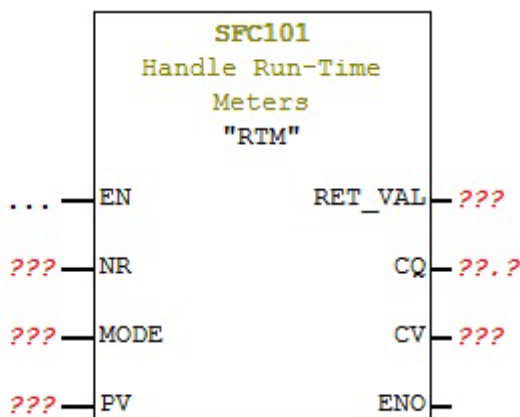 SFC101
Handle Run-Time
Meters
"RTM"
... EN RET_VAL ???
??? NR CQ ??.?
??? MODE CV ???
??? PV ENO